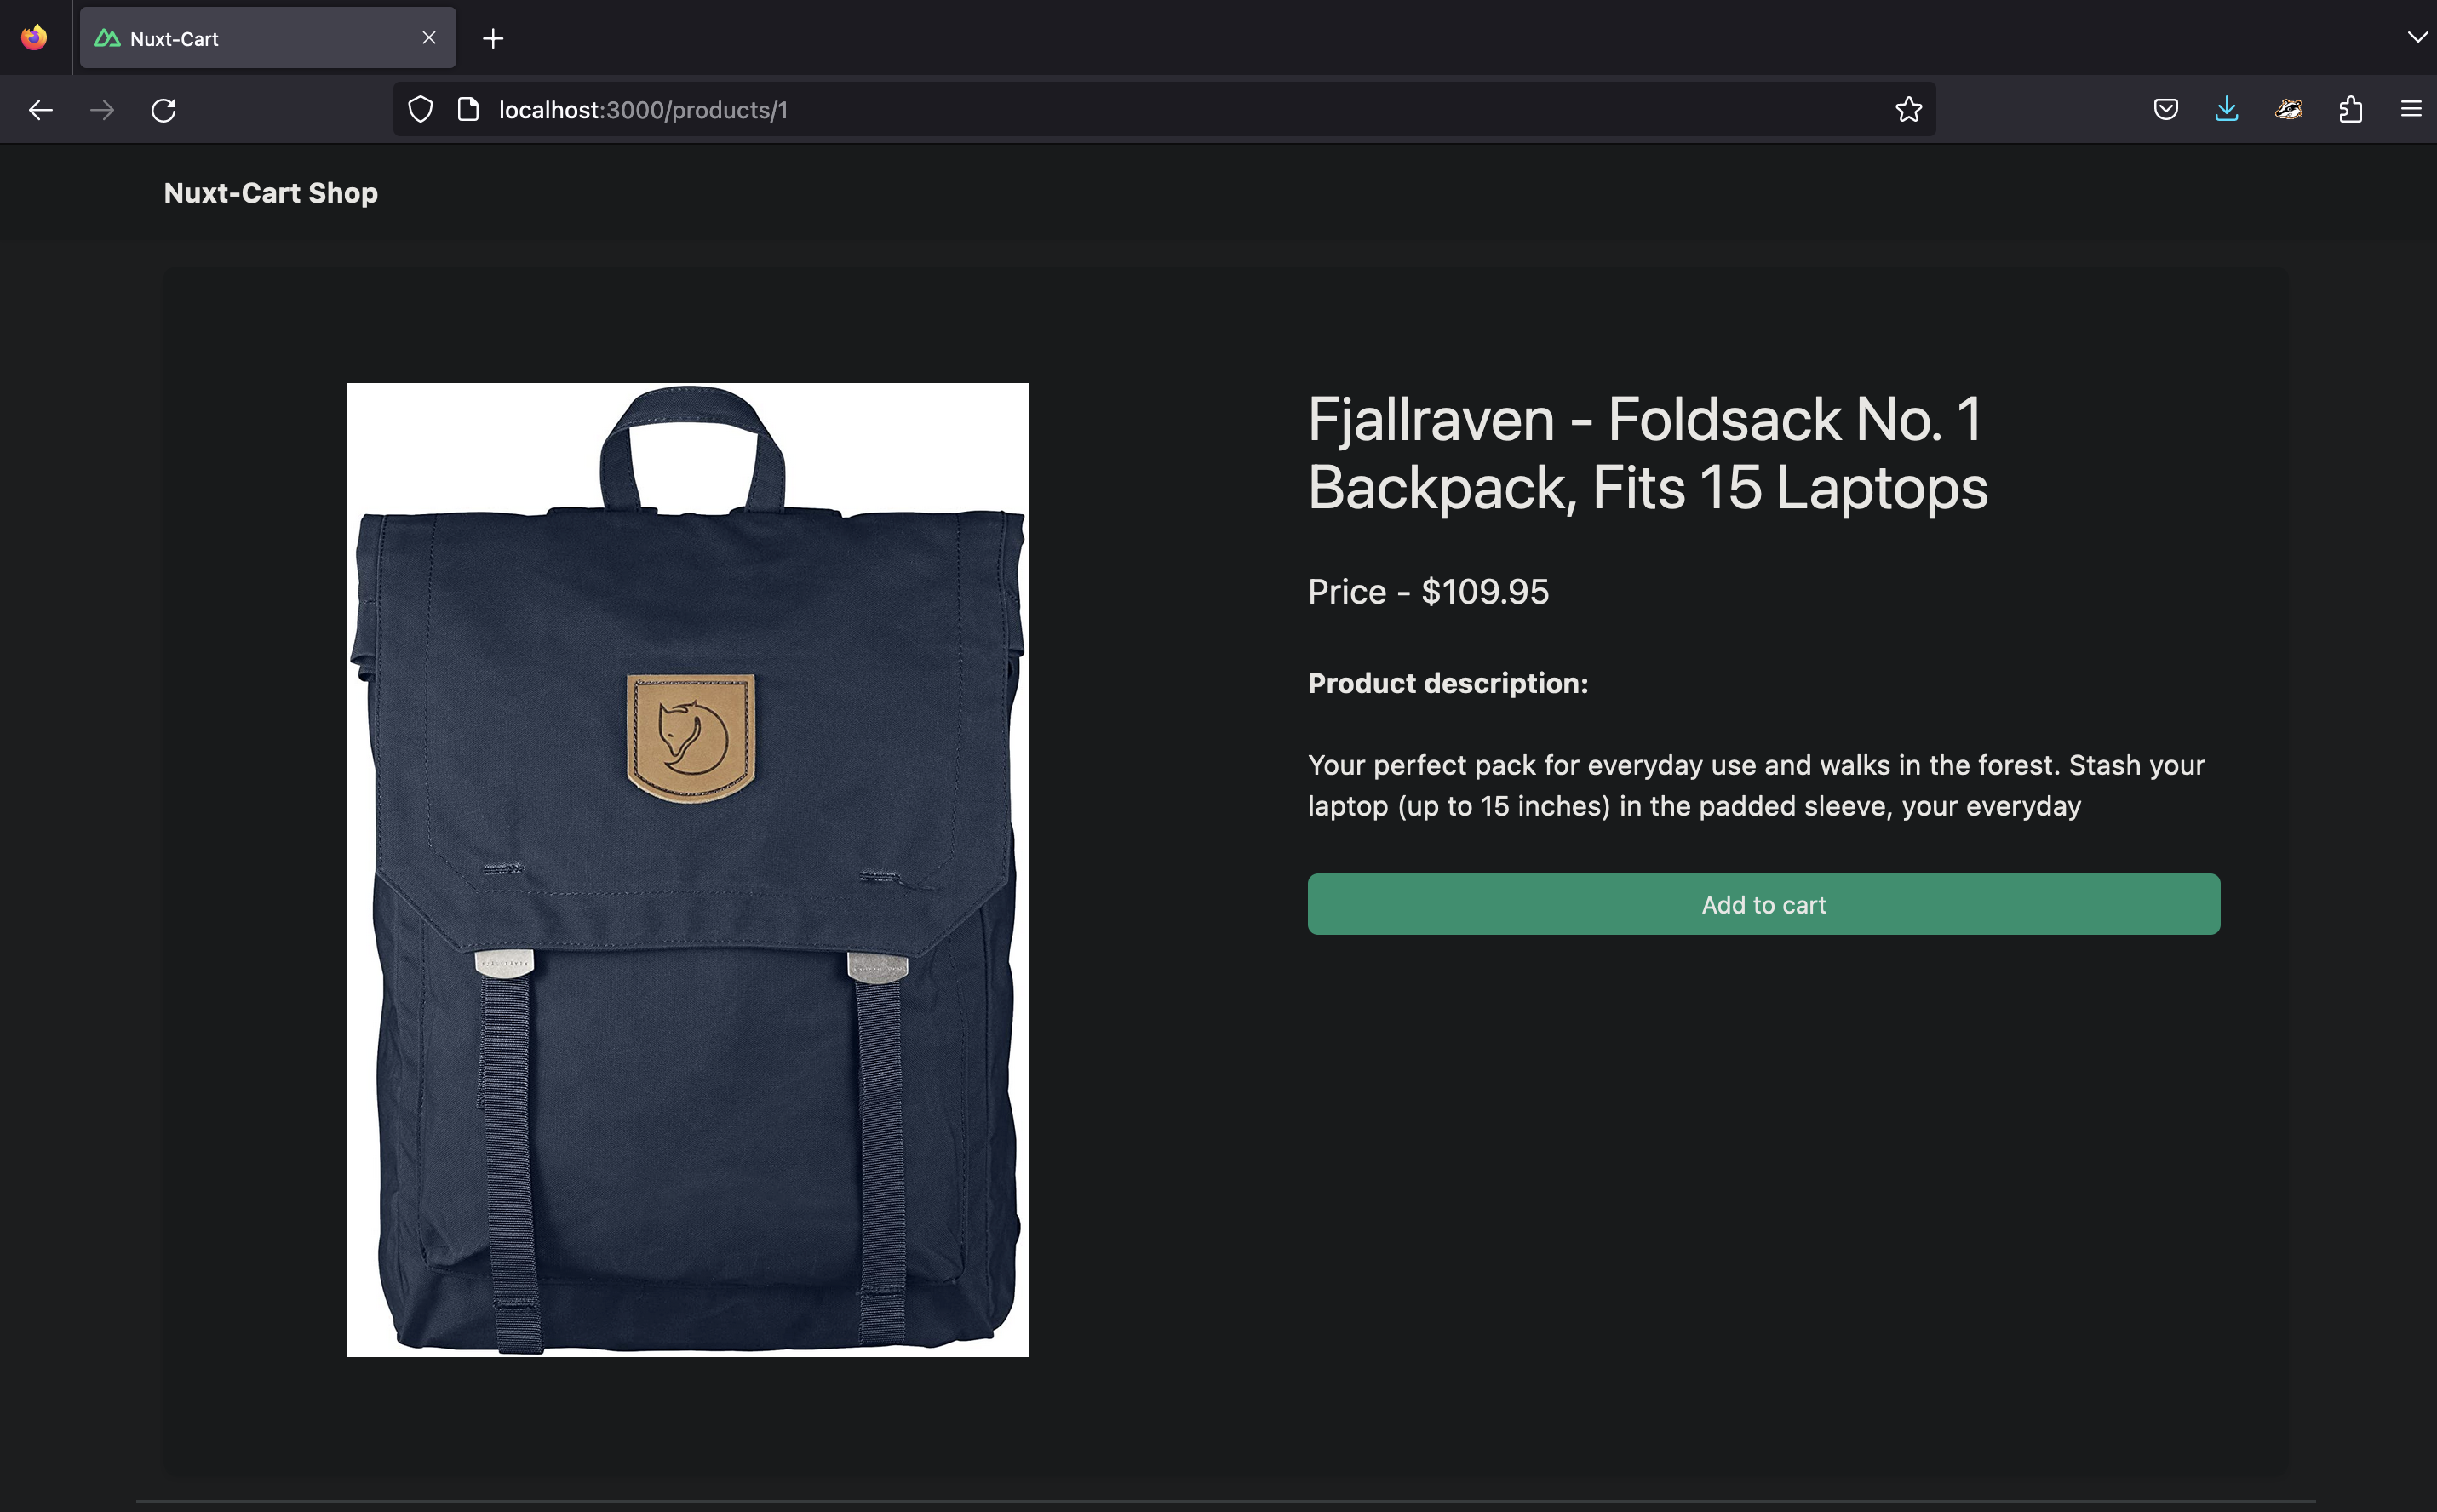 Nuxt-Cart
localhost:3000/products/1
Nuxt-Cart Shop
Fjallraven - Foldsack No. 1
Backpack, Fits 15 Laptops
Price - $109.95
Product description:
Your perfect pack for everyday use and walks in the forest. Stash your
laptop (up to 15 inches) in the padded sleeve, your everyday
Add to cart